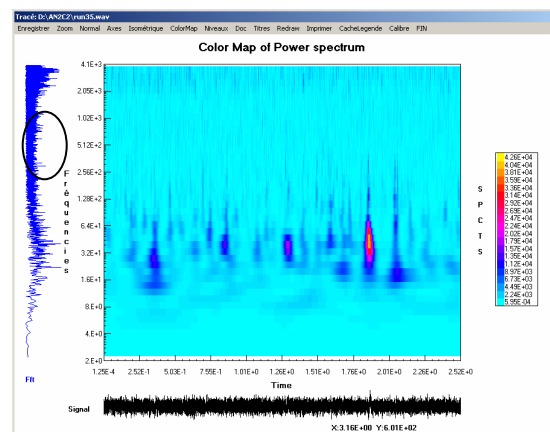 Tracé: D:\AN2C2\run35.wav
Enregistrer Zoom Normal Axes Isométrique ColorMap Niveaux Doc Titres Redraw Imprimer CacheLegende Calibre FIN
Color Map of Power spectrum
4.1E+3
2.05E+3
1.02E+3
5.12E+2
2.56E+2
1.28E+2
6.4E+1
3.2E+1
1.6E+1
8.E+0
4.E+0
2.E+0
Fréquencies
1.25E-4 2.52E-1 5.03E-1 7.55E-1 1.01E+0 1.26E+0 1.51E+0 1.76E+0 2.01E+0 2.26E+0 2.52E+0
Time
Fft
Signal
X:3.16E+00 Y:6.01E+02
SPCTS
4.26E+04
4.04E+04
3.81E+04
3.59E+04
3.36E+04
3.14E+04
2.92E+04
2.69E+04
2.47E+04
2.24E+04
2.02E+04
1.79E+04
1.57E+04
1.35E+04
1.12E+04
8.97E+03
6.73E+03
4.49E+03
2.24E+03
5.95E-04